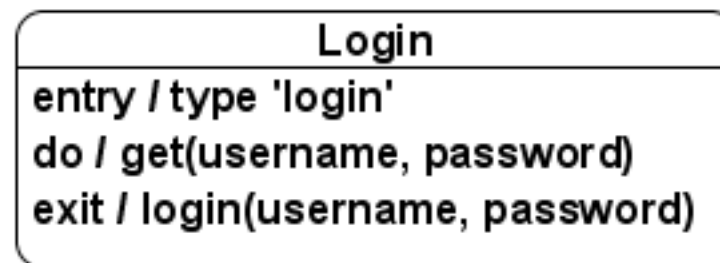 Login
entry / type 'login'
do / get(username, password)
exit / login(username, password)